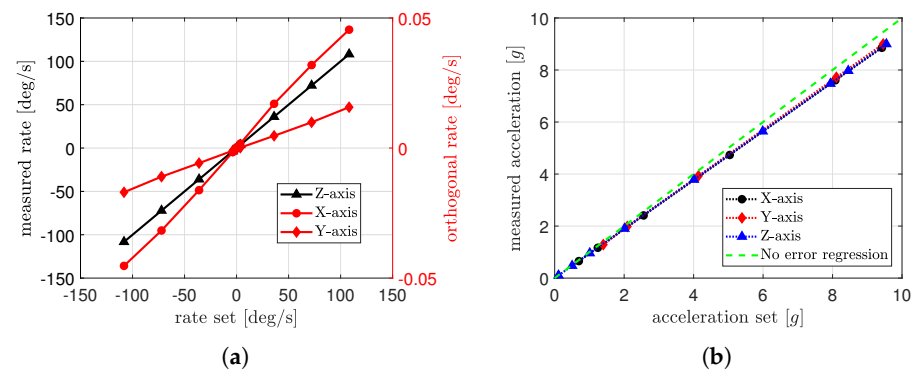 150
100
50
0
-50
-100
-150
measured rate [deg/s]
-150
-100
-50
0
50
100
150
rate set [deg/s]
0.05
0
-0.05
orthogonal rate [deg/s]
Z-axis
X-axis
Y-axis
(a)
10
8
6
4
2
0
measured acceleration [g]
0
2
4
6
8
10
acceleration set [g]
X-axis
Y-axis
Z-axis
No error regression
(b)